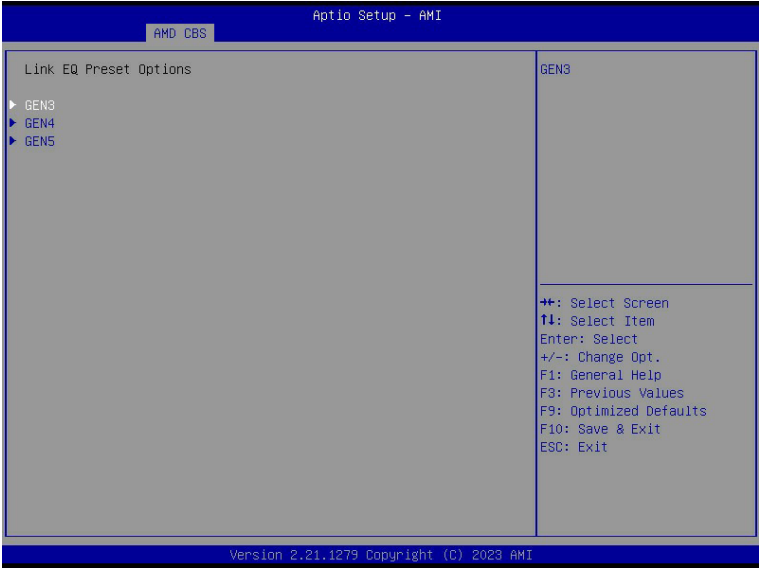 Aptio Setup – AMI
AMD CBS
Link EQ Preset Options
GEN3
GEN4
GEN5
GEN3
→←: Select Screen
↑↓: Select Item
Enter: Select
+/-: Change Opt.
F1: General Help
F3: Previous Values
F9: Optimized Defaults
F10: Save & Exit
ESC: Exit
Version 2.21.1279 Copyright (C) 2023 AMI